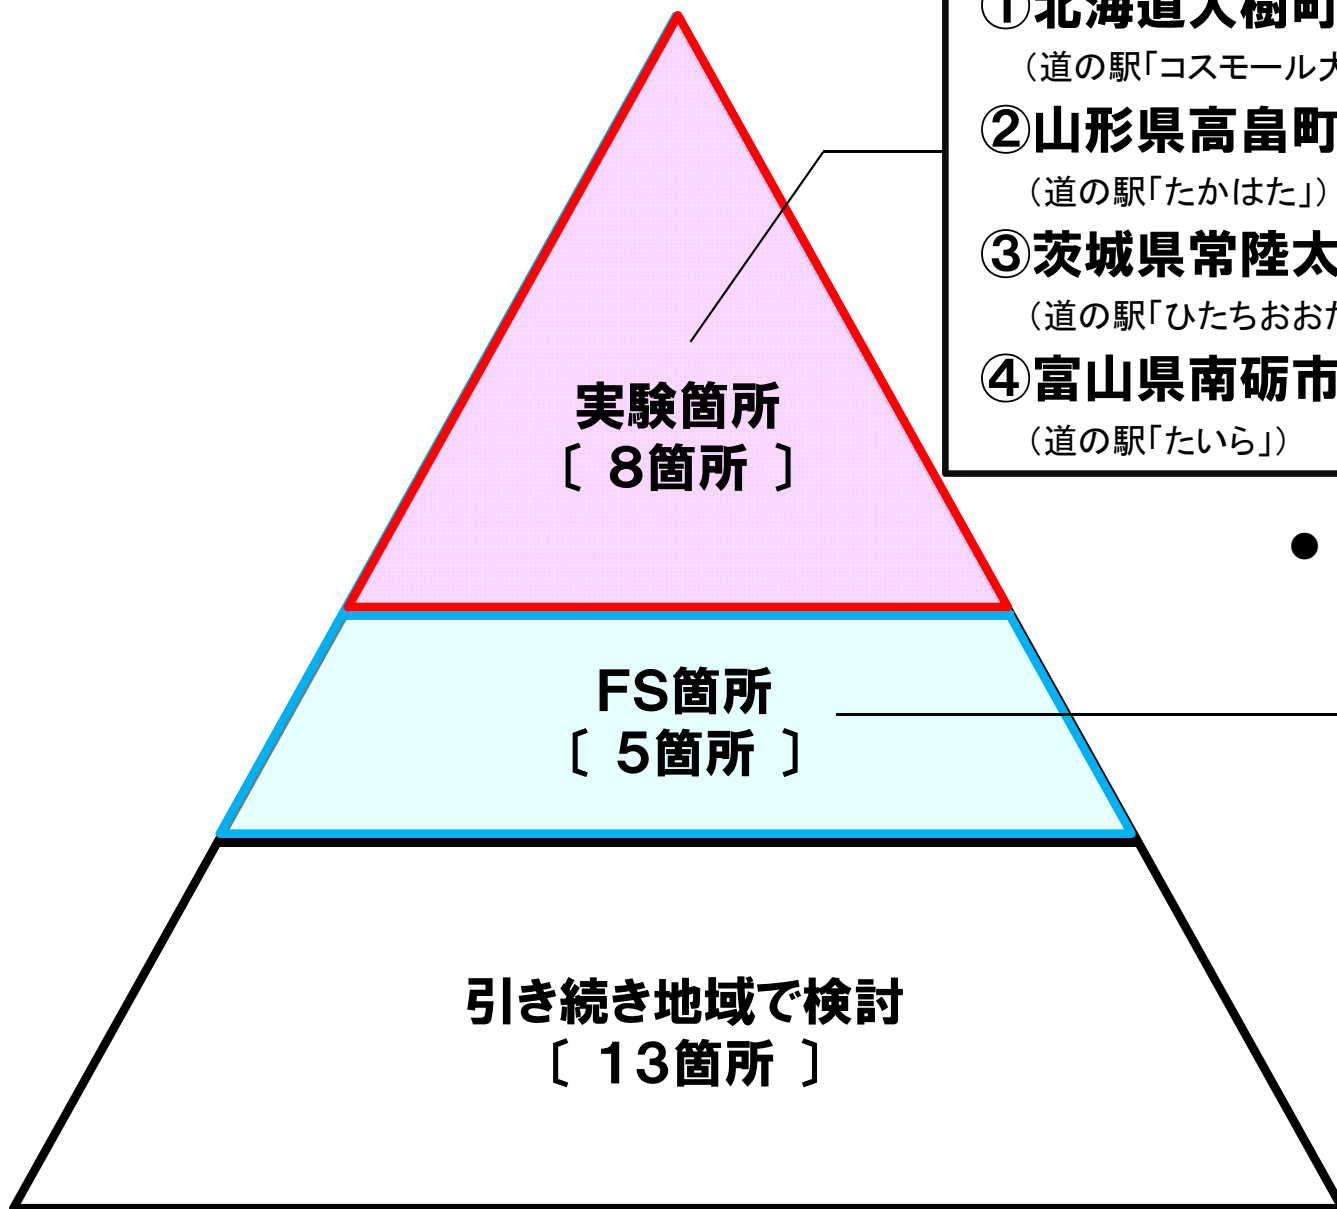 ①北海道大樹町
（道の駅「コスモール大
②山形県高畠町
（道の駅「たかはた」）
③茨城県常陸太
（道の駅「ひたちおおた
④富山県南砺市
（道の駅「たいら」）
実験箇所
〔 8箇所 〕
●
FS箇所
〔 5箇所 〕
引き続き地域で検討
〔 13箇所 〕